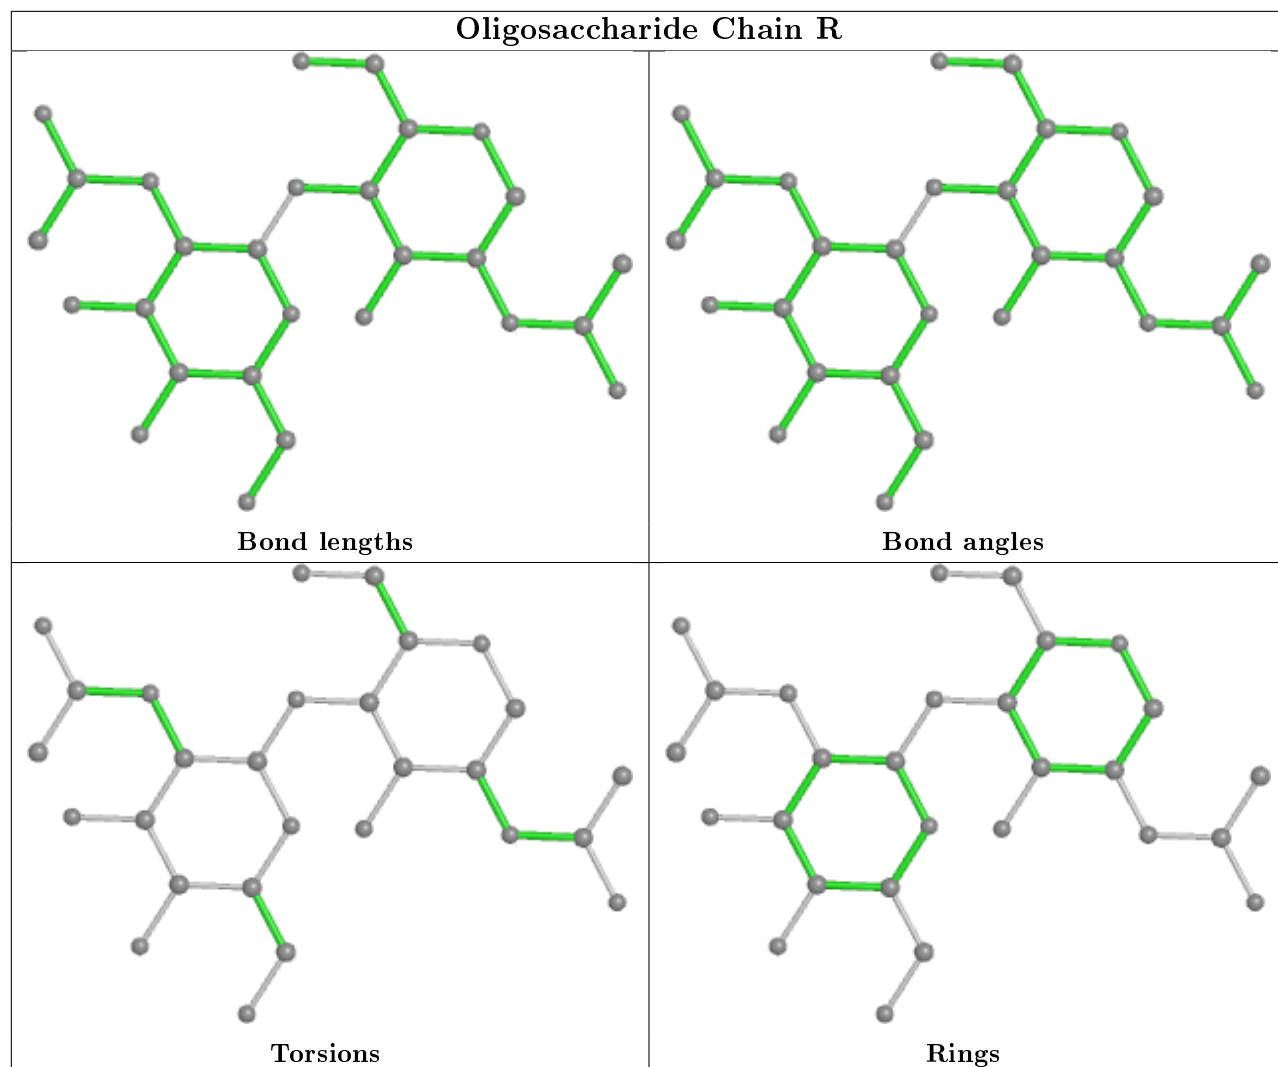 Oligosaccharide Chain R
Bond lengths
Bond angles
Torsions
Rings